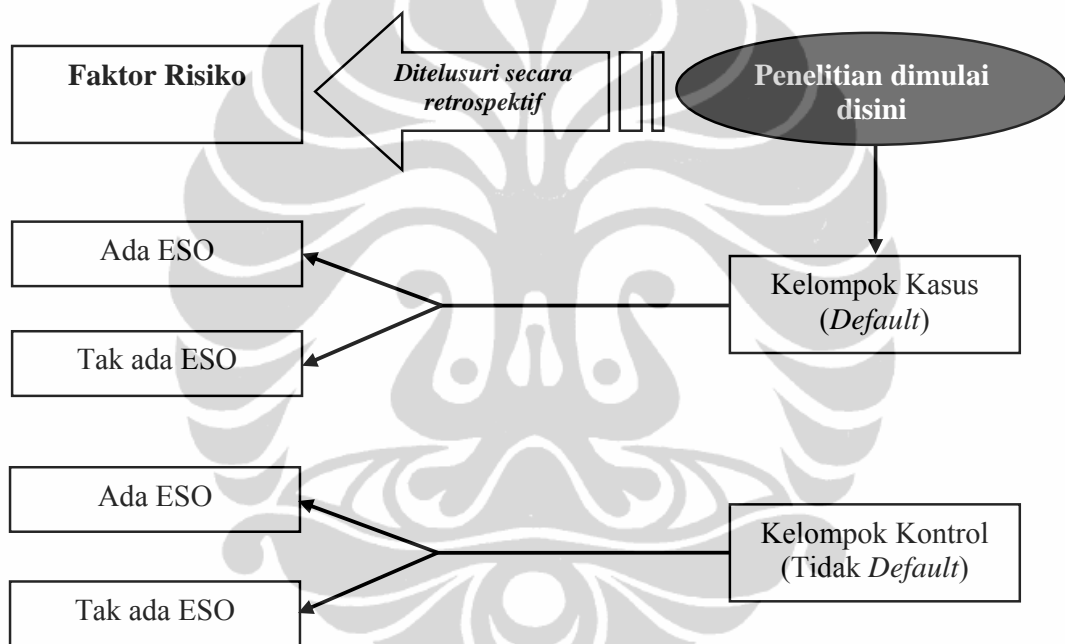 Faktor Risiko
Ditelusuri secara
retrospektif
Penelitian dimulai
disini
Ada ESO
Tak ada ESO
Kelompok Kasus
(Default)
Ada ESO
Tak ada ESO
Kelompok Kontrol
(Tidak Default)